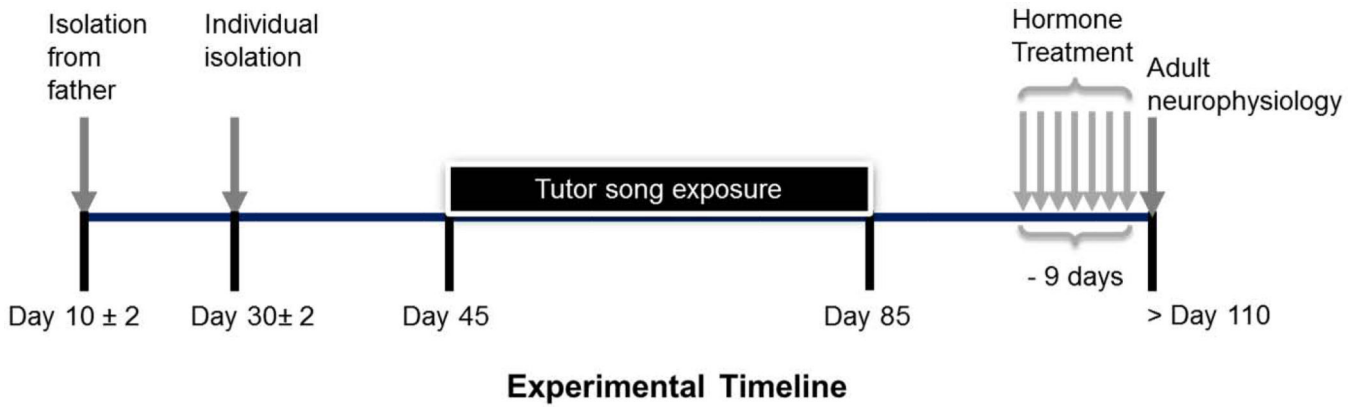 Isolation
from
father
Individual
isolation
Hormone
Treatment
Adult
neurophysiology
Tutor song exposure
- 9 days
Day 10 ± 2
Day 30± 2
Day 45
Day 85
> Day 110
Experimental Timeline